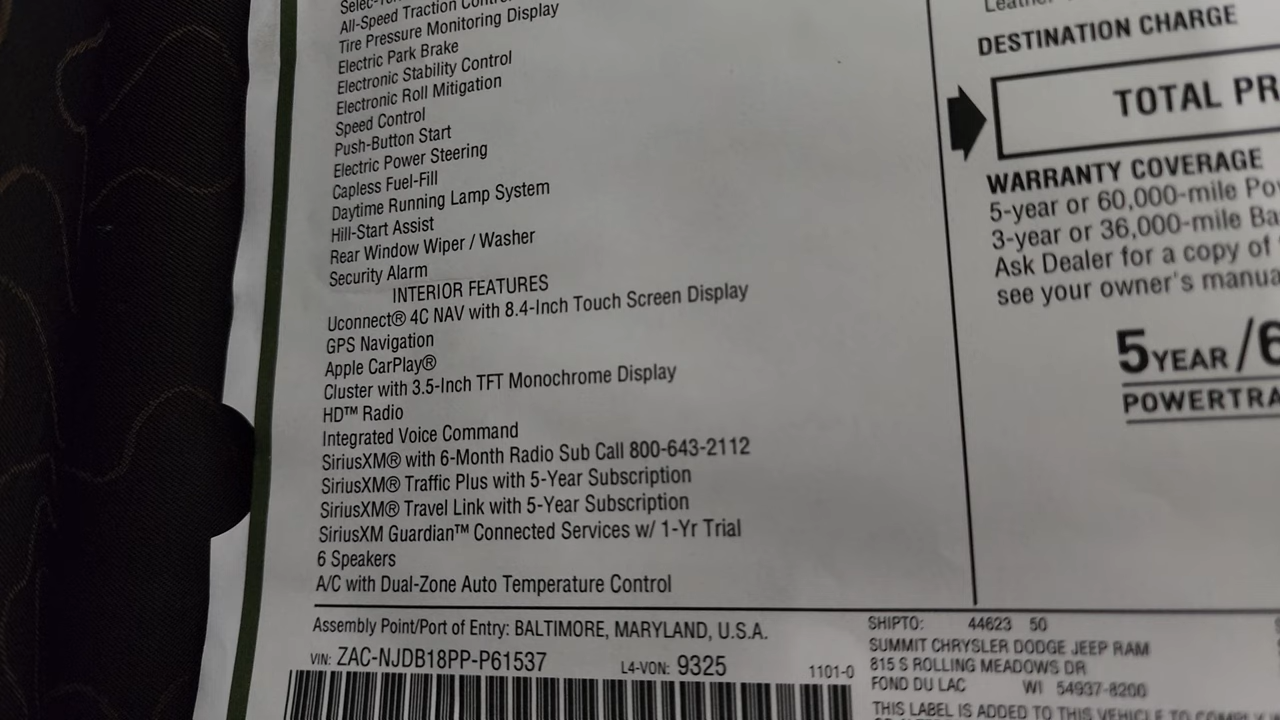 All-Speed Traction
Tire Pressure Monitoring Display
Electric Park Brake
Electronic Stability Control
Electronic Roll Mitigation
Speed Control
Push-Button Start
Electric Power Steering
Capless Fuel-Fill
Daytime Running Lamp System
Hill-Start Assist
Rear Window Wiper / Washer
Security Alarm
INTERIOR FEATURES
Uconnect® 4C NAV with 8.4-Inch Touch Screen Display
GPS Navigation
Apple CarPlay®
Cluster with 3.5-Inch TFT Monochrome Display
HD™ Radio
Integrated Voice Command
SiriusXM® with 6-Month Radio Sub Call 800-643-2112
SiriusXM® Traffic Plus with 5-Year Subscription
SiriusXM® Travel Link with 5-Year Subscription
SiriusXM Guardian™ Connected Services w/ 1-Yr Trial
6 Speakers
A/C with Dual-Zone Auto Temperature Control
DESTINATION CHARGE
TOTAL PR
WARRANTY COVERAGE
5-year or 60,000-mile Po
3-year or 36,000-mile Ba
Ask Dealer for a copy of
see your owner's manua
5 YEAR / 6
POWERTRA
Assembly Point/Port of Entry: BALTIMORE, MARYLAND, U.S.A.
VIN: ZAC-NJDB18PP-P61537 L4-VON: 9325 1101-0
SHIPTO: 44623 50
SUMMIT CHRYSLER DODGE JEEP RAM
815 S ROLLING MEADOWS DR
FOND DU LAC WI 54937-8200
THIS LABEL IS ADDED TO THIS VEHICLE TO COMPLY